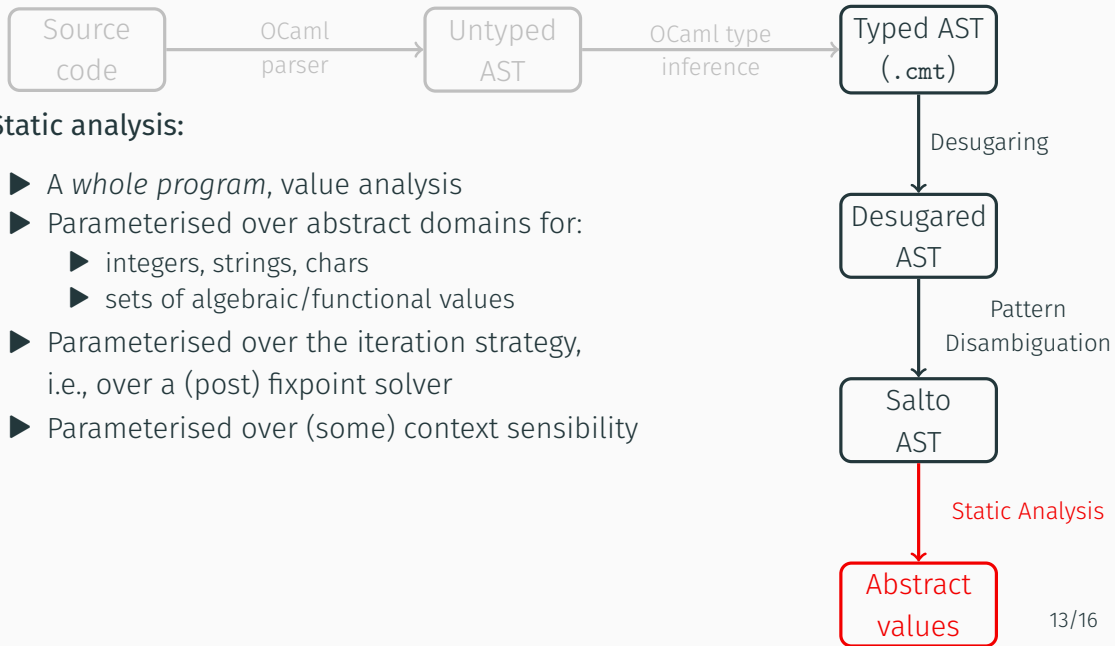 Source
code
OCaml
parser
Untyped
AST
OCaml type
inference
Typed AST
(.cmt)
Static analysis:
▶ A whole program, value analysis
▶ Parameterised over abstract domains for:
▶ integers, strings, chars
▶ sets of algebraic/functional values
▶ Parameterised over the iteration strategy,
i.e., over a (post) fixpoint solver
▶ Parameterised over (some) context sensibility
Desugaring
Desugared
AST
Pattern
Disambiguation
Salto
AST
Static Analysis
Abstract
values
13/16